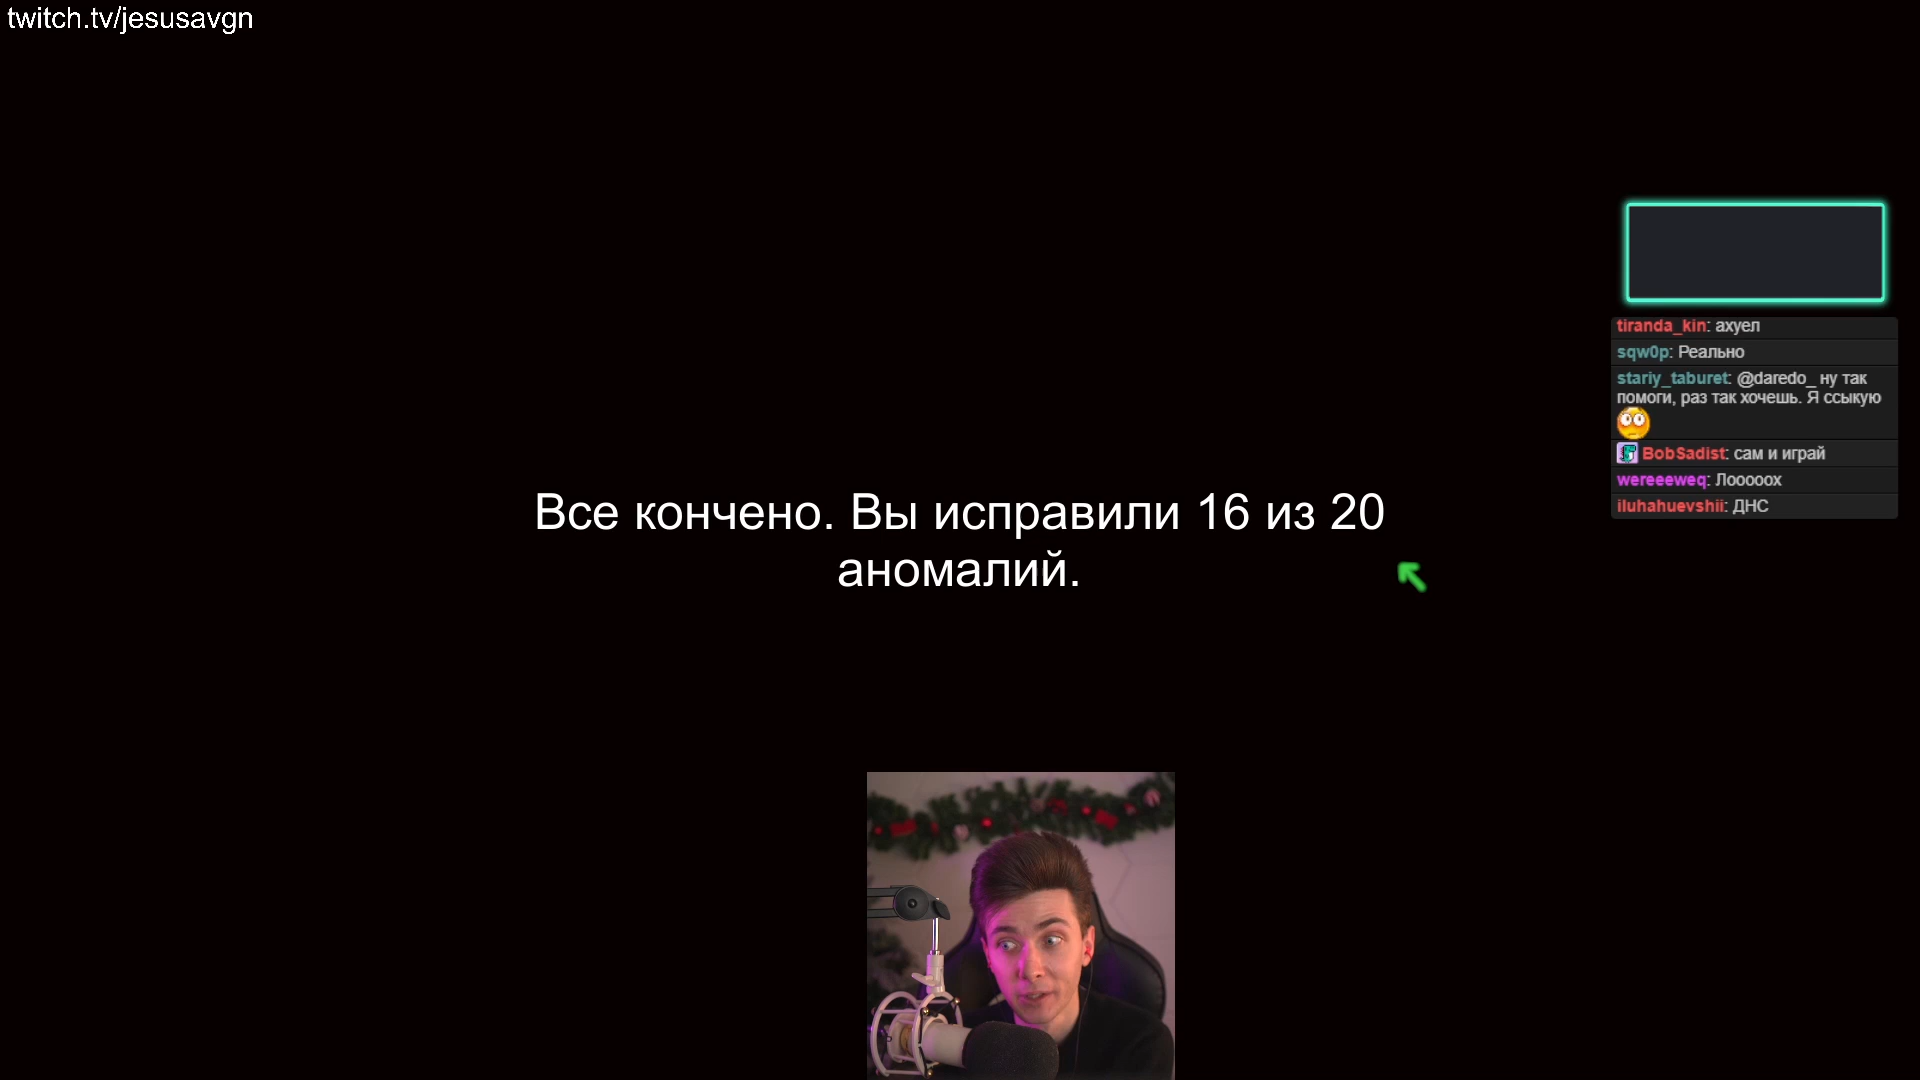 twitch.tv/jesusavgn
tiranda_kin: ахуел
sqw0p: Реально
stariy_taburet: @daredo_ ну так
помоги, раз так хочешь. Я ссыкую
BobSadist: сам и играй
wereeeweq: Лооооох
iluhahuevshii: ДНС
Все кончено. Вы исправили 16 из 20
аномалий.